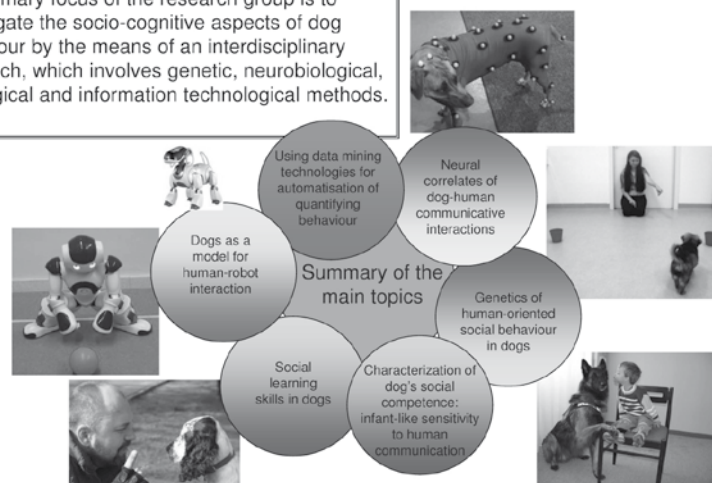 mary focus of the research group is to
gate the socio-cognitive aspects of dog
our by the means of an interdisciplinary
ch, which involves genetic, neurobiological,
gical and information technological methods.
Using data mining
technologies for
automatisation of
quantifying
behaviour
Neural
correlates of
dog-human
communicative
interactions
Dogs as a
model for
human-robot
interaction
Summary of the
main topics
Genetics of
human-oriented
social behaviour
in dogs
Social
learning
skills in dogs
Characterization of
dog's social
competence:
infant-like sensitivity
to human
communication